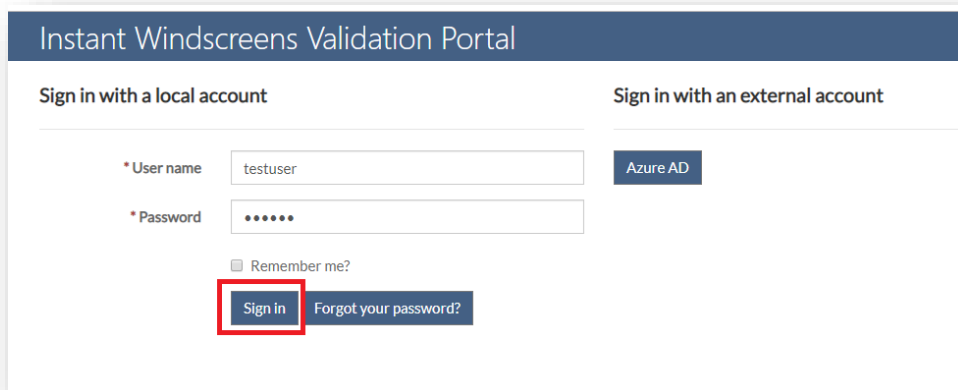 Instant Windscreens Validation Portal
Sign in with a local account
Sign in with an external account
* User name
testuser
Azure AD
* Password
••••••
Remember me?
Sign in
Forgot your password?